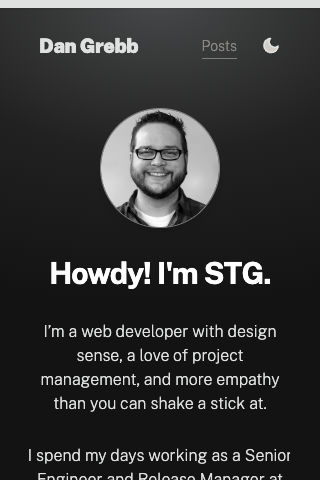 Dan Grebb
Posts
Howdy! I'm STG.
I'm a web developer with design
sense, a love of project
management, and more empathy
than you can shake a stick at.
I spend my days working as a Senior
Engineer and Release Manager at